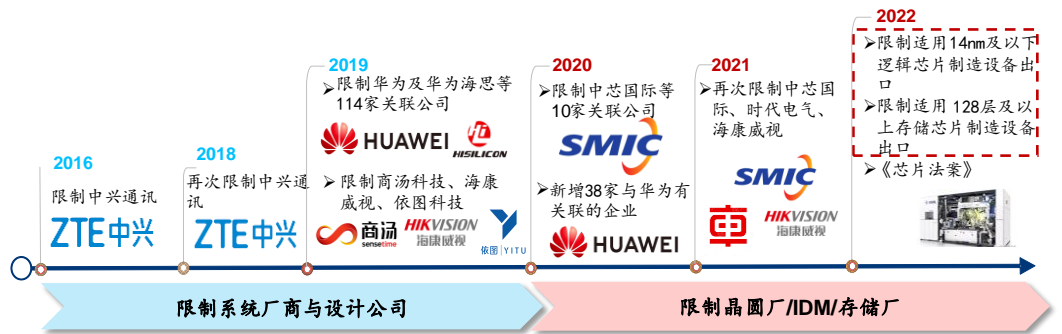 2016
限制中兴通讯
ZTE中兴
2018
再次限制中兴通
讯
ZTE中兴
2019
➢限制华为及华为海思等
114家关联公司
HUAWEI
Hi
HISILICON
➢限制商汤科技、海康
威视、依图科技
商汤
sensetime
HIKVISION
海康威视
依图|YITU
2020
➢限制中芯国际等
10家关联公司
SMIC
➢新增38家与华为有
关联的企业
HUAWEI
2021
➢再次限制中芯国
际、时代电气、
海康威视
SMIC
HIKVISION
海康威视
2022
➢限制适用14nm及以下
逻辑芯片制造设备出
口
➢限制适用 128层及以
上存储芯片制造设备
出口
➢《芯片法案》
限制系统厂商与设计公司
限制晶圆厂/IDM/存储厂